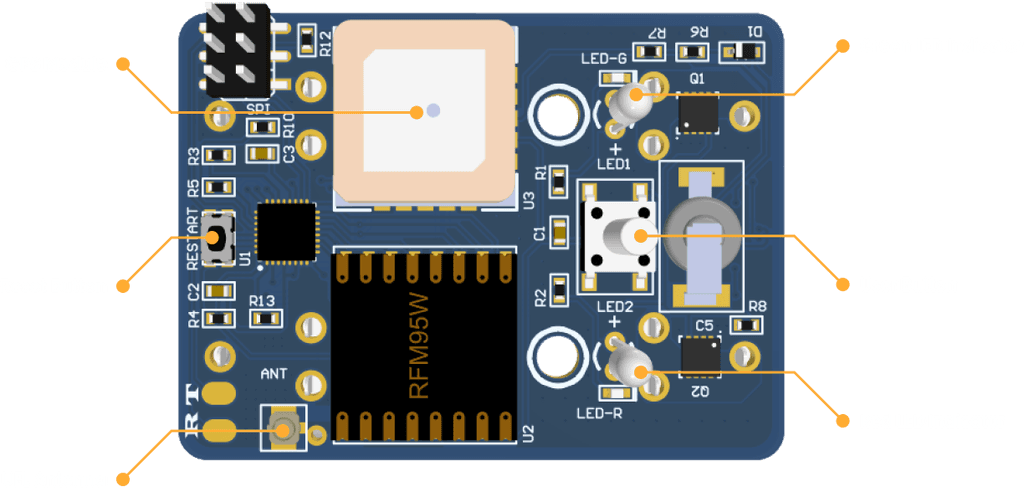 R12
SPI
R10
C3
R3
R5
RESTART
U1
C2
R4
R13
ANT
R T
U3
RFM95W
U2
R7
R6
D1
LED-G
Q1
+
LED1
R1
C1
R2
LED2
+
R8
C5
Q2
LED-R